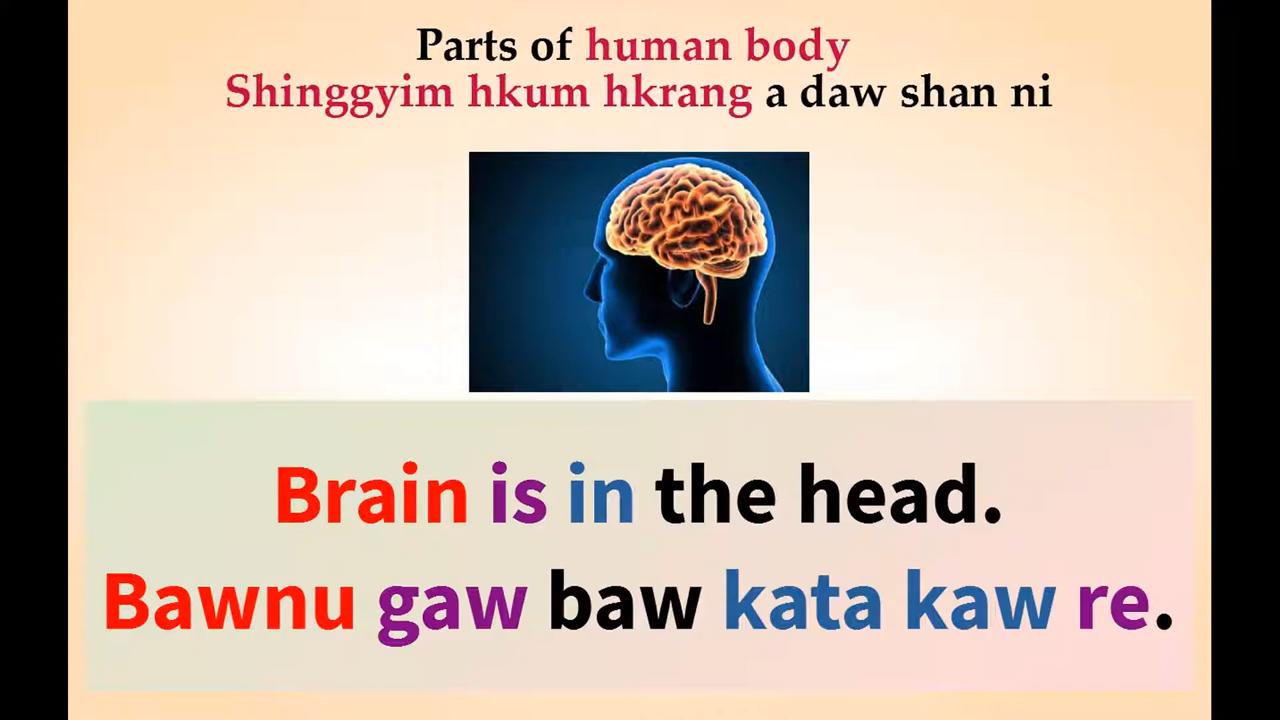 Parts of human body
Shinggyim hkum hkrang a daw shan ni
Brain is in the head.
Bawnu gaw baw kata kaw re.